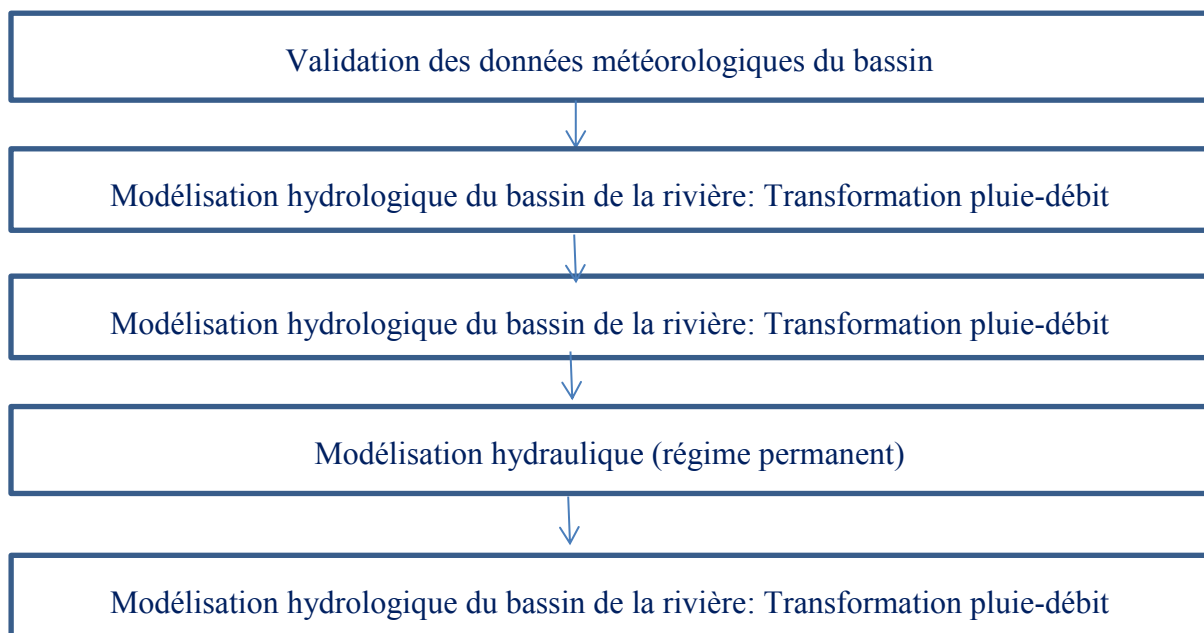 Validation des données météorologiques du bassin
Modélisation hydrologique du bassin de la rivière: Transformation pluie-débit
Modélisation hydrologique du bassin de la rivière: Transformation pluie-débit
Modélisation hydraulique (régime permanent)
Modélisation hydrologique du bassin de la rivière: Transformation pluie-débit